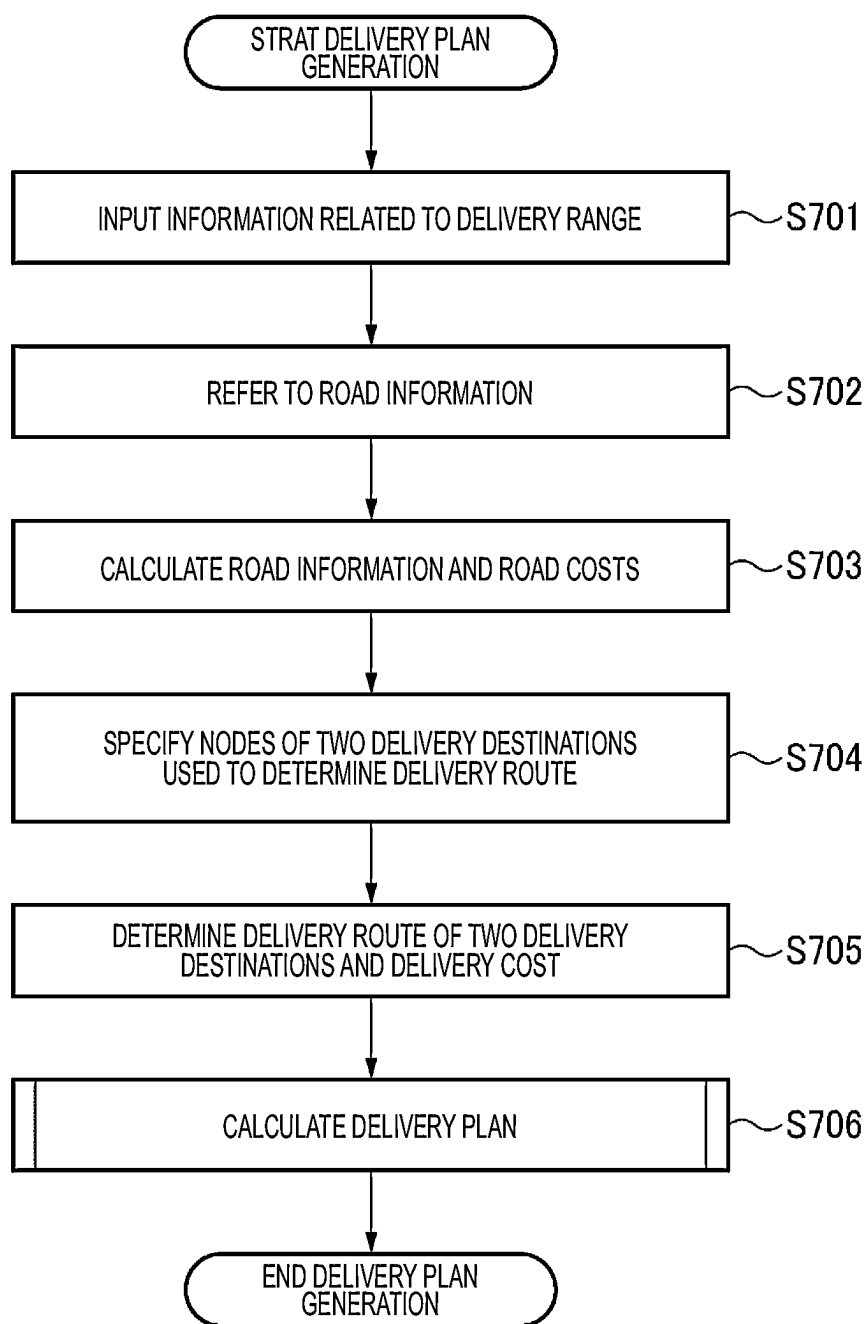 STRAT DELIVERY PLAN
GENERATION
INPUT INFORMATION RELATED TO DELIVERY RANGE
S701
REFER TO ROAD INFORMATION
S702
CALCULATE ROAD INFORMATION AND ROAD COSTS
S703
SPECIFY NODES OF TWO DELIVERY DESTINATIONS
USED TO DETERMINE DELIVERY ROUTE
S704
DETERMINE DELIVERY ROUTE OF TWO DELIVERY
DESTINATIONS AND DELIVERY COST
S705
CALCULATE DELIVERY PLAN
S706
END DELIVERY PLAN
GENERATION